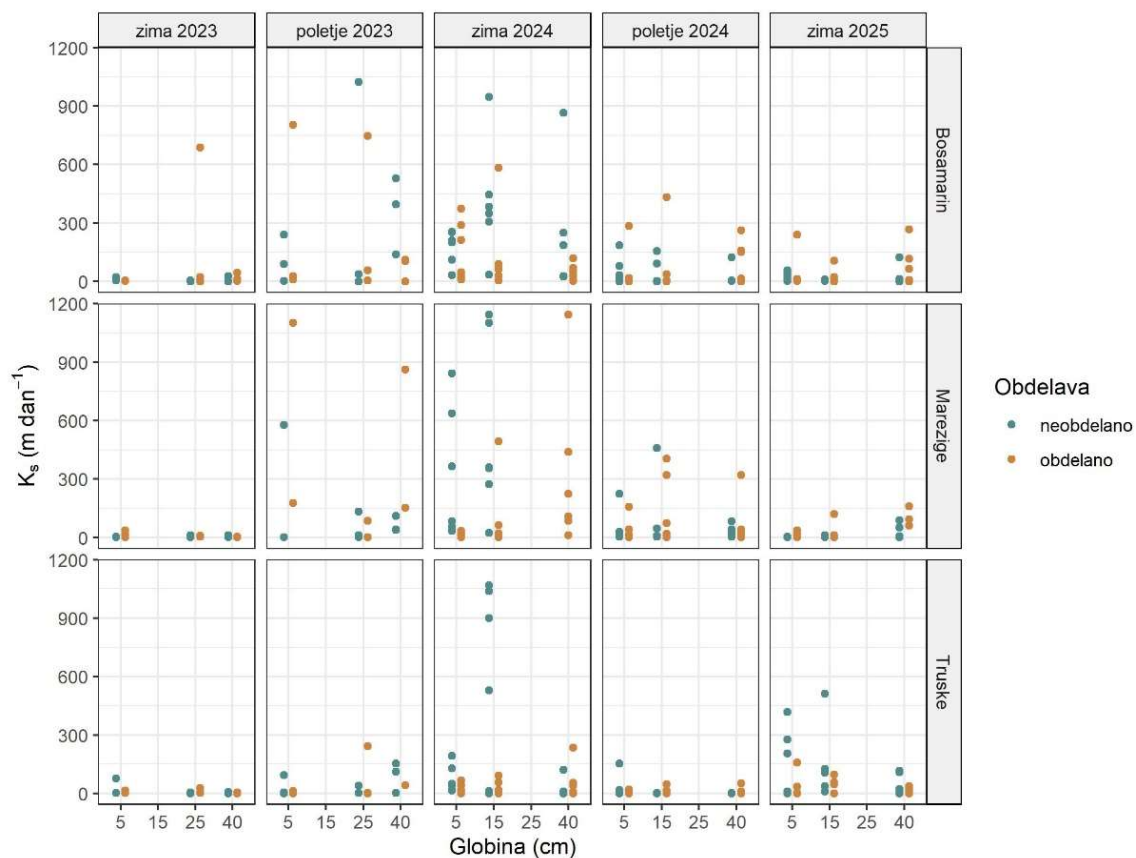 zima 2023
poletje 2023
zima 2024
poletje 2024
zima 2025
1200
900
600
300
0
Bosamarin
1200
900
600
300
0
Marezige
1200
900
600
300
0
Truske
Ks (m dan−1)
5 15 25 40
5 15 25 40
5 15 25 40
5 15 25 40
5 15 25 40
Globina (cm)
Obdelava
neobdelano
obdelano